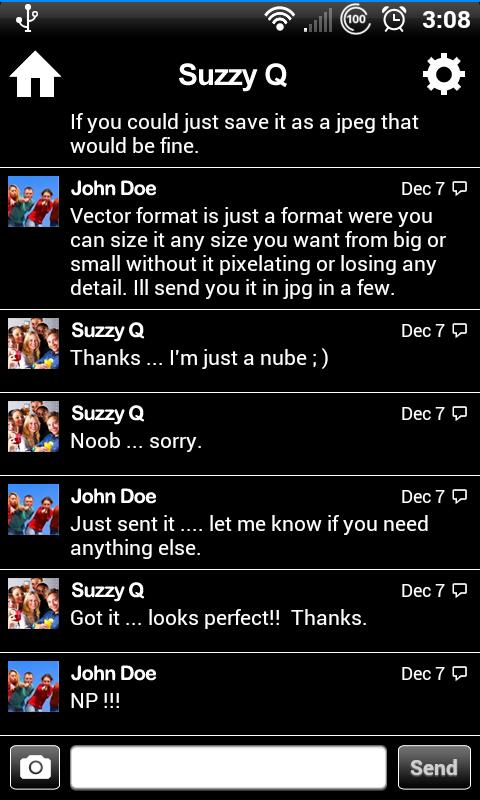 100 3:08
Suzzy Q
If you could just save it as a jpeg that
would be fine.
John Doe Dec 7
Vector format is just a format were you
can size it any size you want from big or
small without it pixelating or losing any
detail. Ill send you it in jpg in a few.
Suzzy Q Dec 7
Thanks ... I'm just a nube ; )
Suzzy Q Dec 7
Noob ... sorry.
John Doe Dec 7
Just sent it .... let me know if you need
anything else.
Suzzy Q Dec 7
Got it ... looks perfect!!  Thanks.
John Doe Dec 7
NP !!!
Send